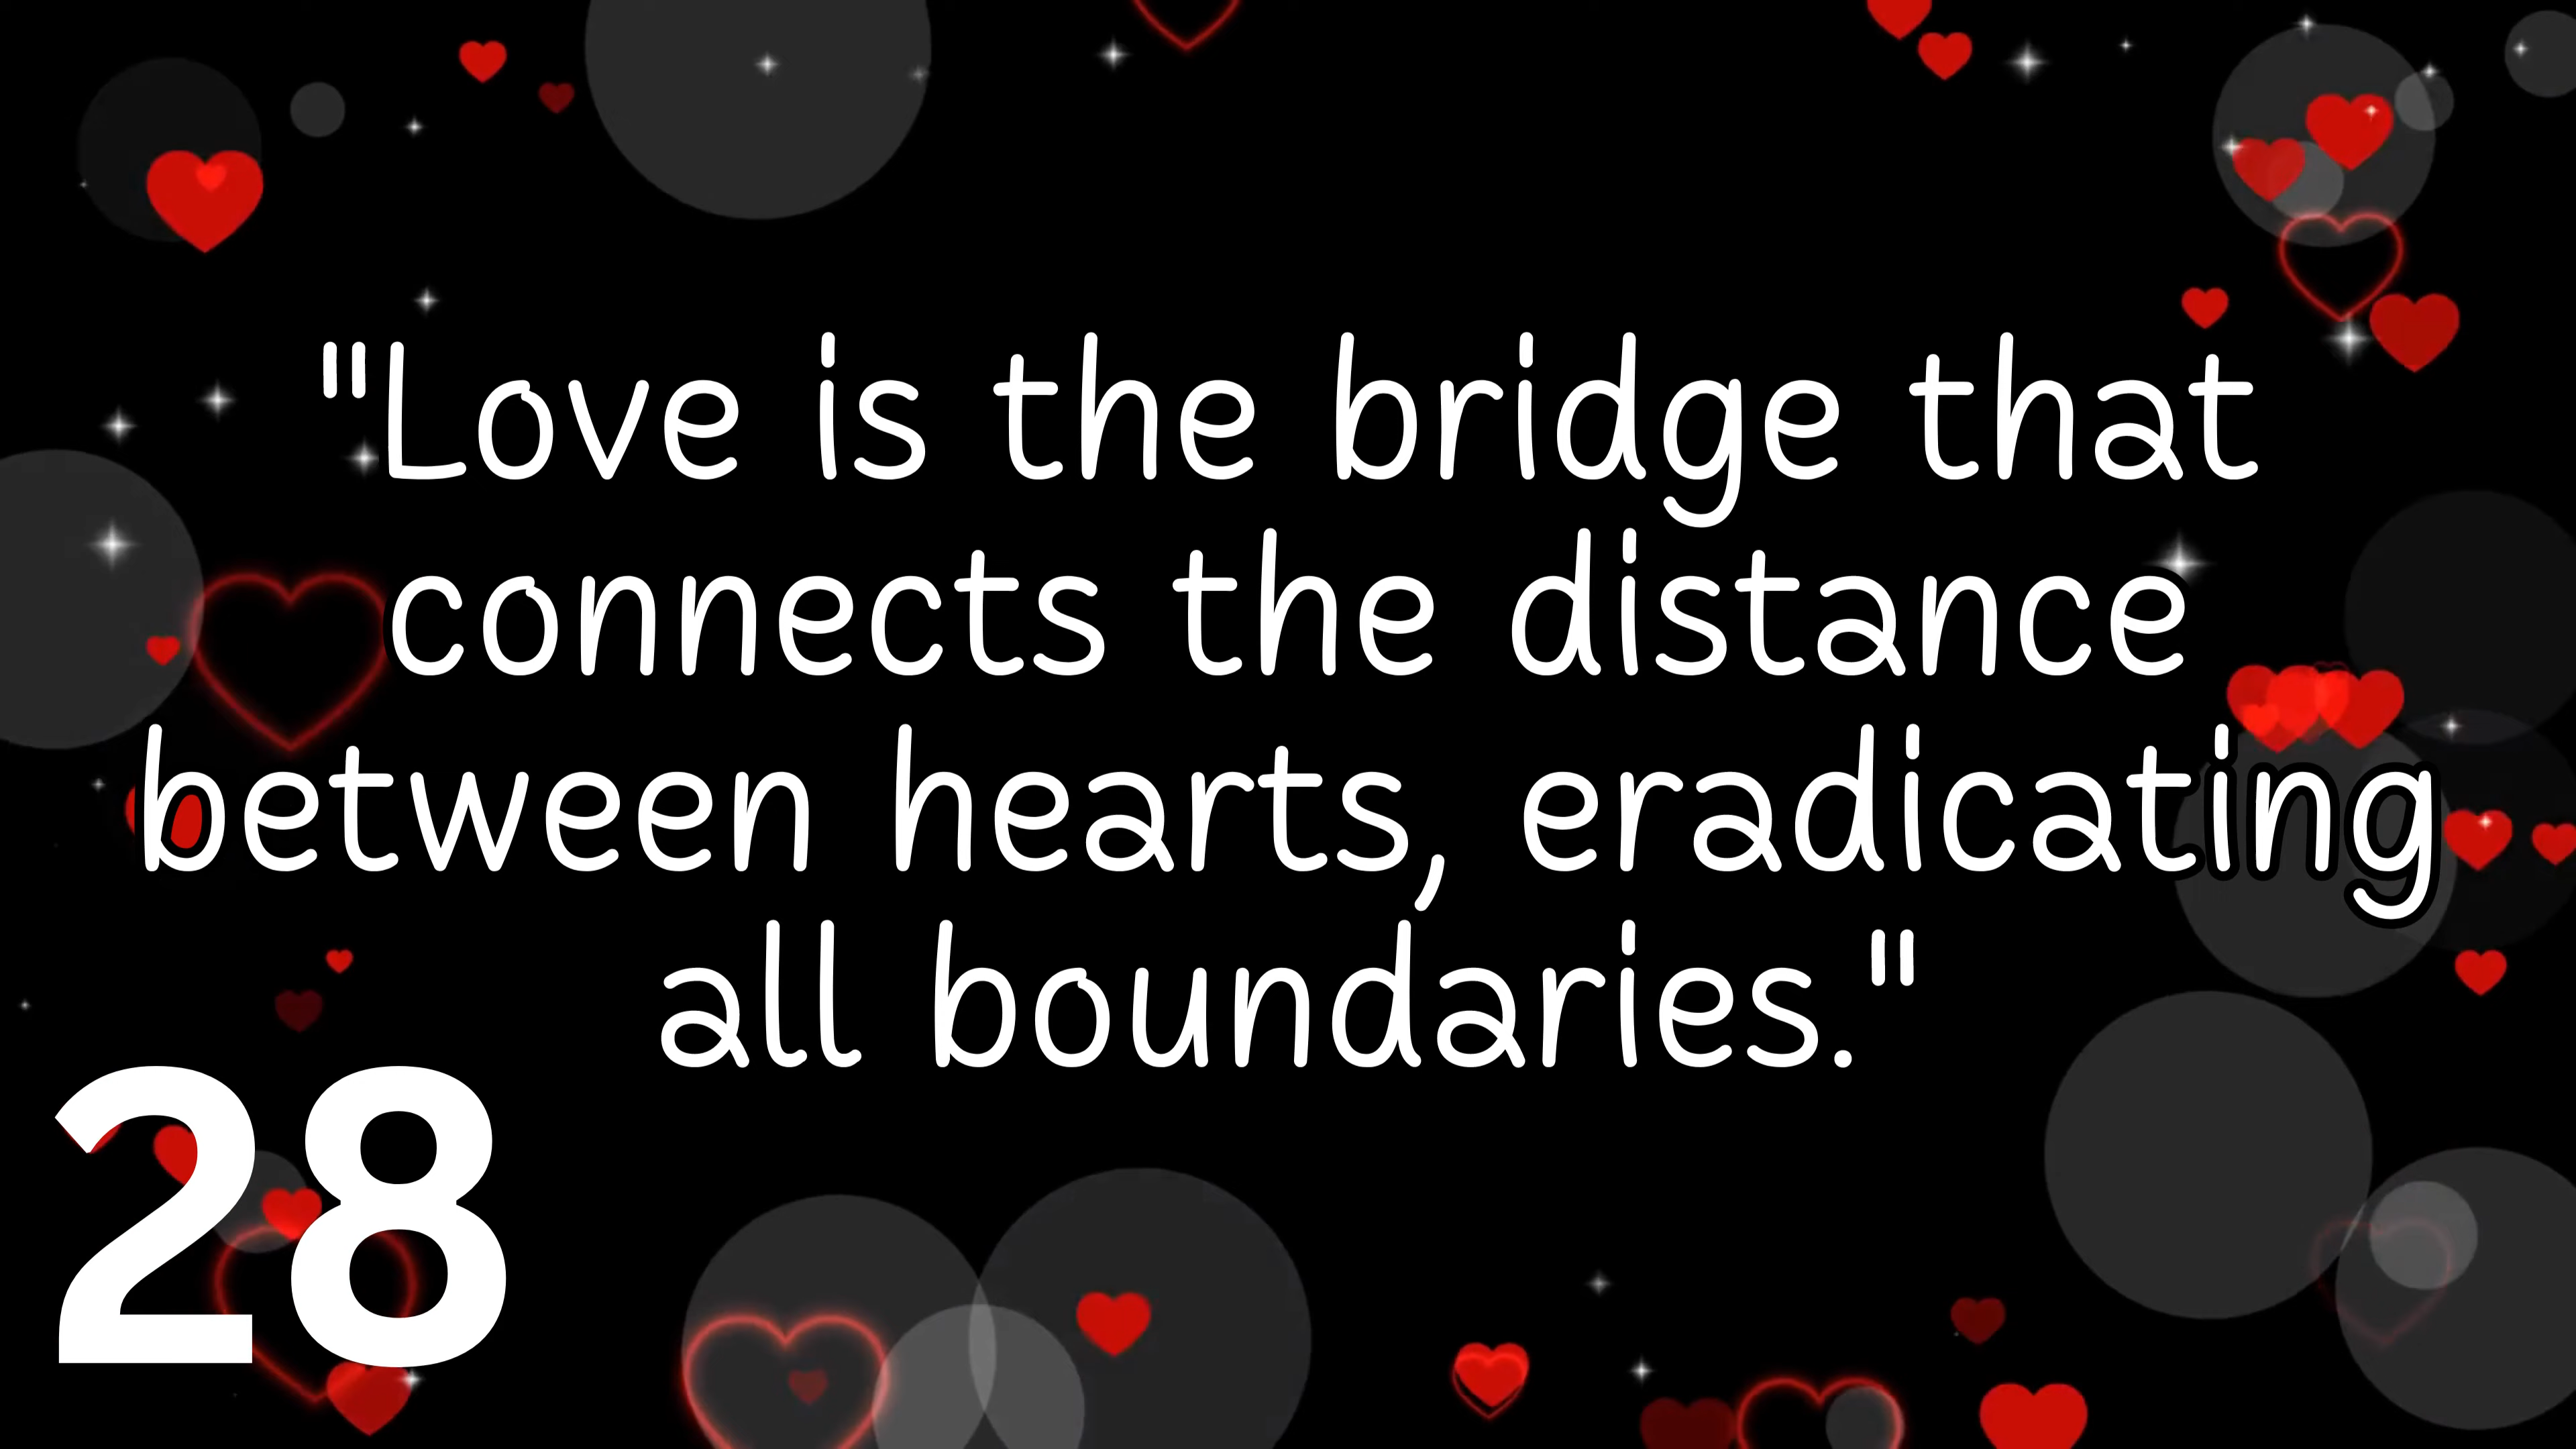 "Love is the bridge that
connects the distance
between hearts, eradicating
all boundaries."
28